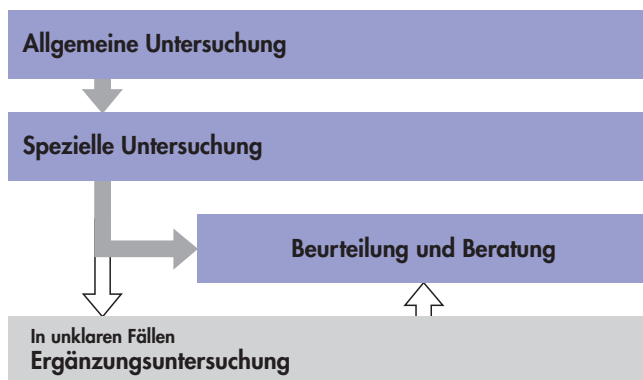 Allgemeine Untersuchung
Spezielle Untersuchung
Beurteilung und Beratung
In unklaren Fällen
Ergänzungsuntersuchung